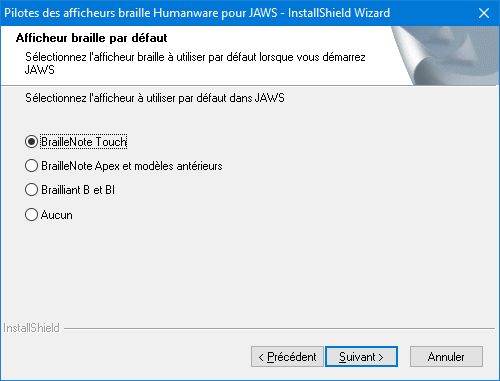 Pilotes des afficheurs braille Humanware pour JAWS - InstallShield Wizard
Afficheur braille par défaut
Sélectionnez l'afficheur braille à utiliser par défaut lorsque vous démarrez
JAWS
Sélectionnez l'afficheur à utiliser par défaut dans JAWS
BrailleNote Touch
BrailleNote Apex et modèles antérieurs
Brailliant B et BI
Aucun
InstallShield
< Précédent Suivant > Annuler